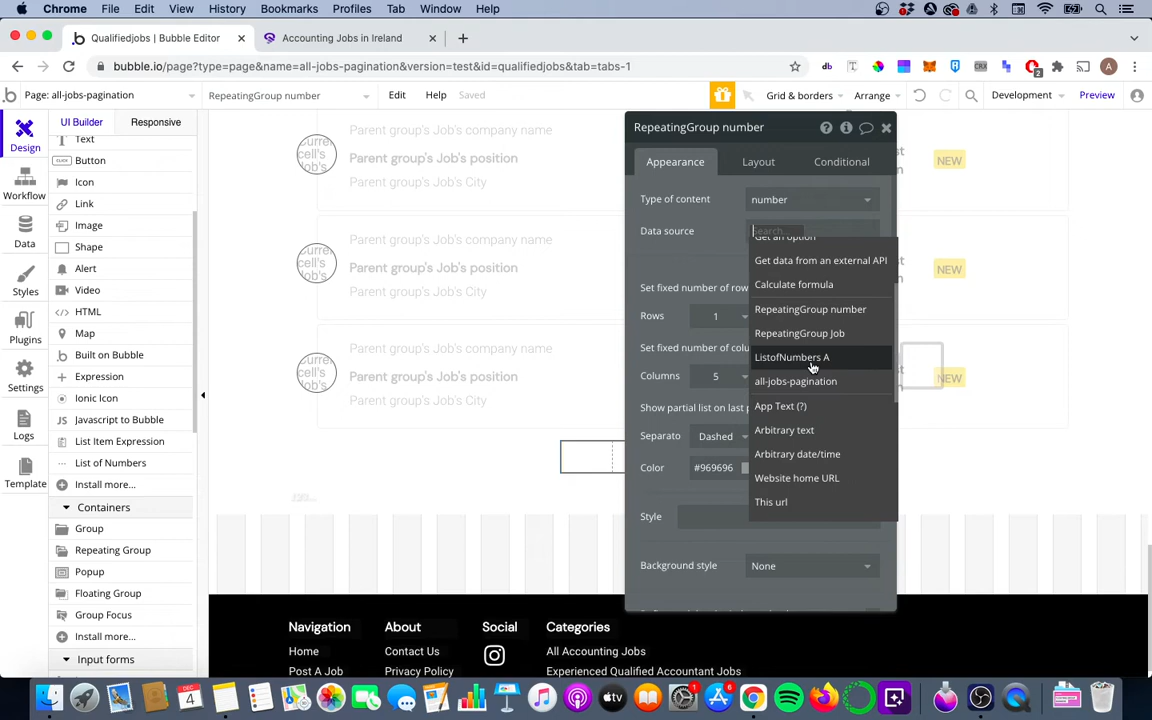 Chrome File Edit View History Bookmarks Profiles Tab Window Help
Qualifiedjobs | Bubble Editor
Accounting Jobs in Ireland
bubble.io/page?type=page&name=all-jobs-pagination&version=test&id=qualifiedjobs&tab=tabs-1
Page: all-jobs-pagination
RepeatingGroup number
Edit Help Saved
Grid & borders Arrange Development Preview
Design
Workflow
Data
Styles
Plugins
Settings
Logs
Template
UI Builder Responsive
Text
Button
Icon
Link
Image
Shape
Alert
Video
HTML
Map
Built on Bubble
Expression
Ionic Icon
Javascript to Bubble
List Item Expression
List of Numbers
Install more...
Containers
Group
Repeating Group
Popup
Floating Group
Group Focus
Install more...
Input forms
Parent group's Job's company name
Parent group's Job's position
Parent group's Job's City
NEW
Parent group's Job's company name
Parent group's Job's position
Parent group's Job's City
NEW
Parent group's Job's company name
Parent group's Job's position
Parent group's Job's City
NEW
123...
RepeatingGroup number
Appearance Layout Conditional
Type of content number
Data source Search...
Set fixed number of row
Rows 1
Set fixed number of colu
Columns 5
Show partial list on last p
Separato Dashed
Color #969696
Style
Background style None
Get an option
Get data from an external API
Calculate formula
RepeatingGroup number
RepeatingGroup Job
ListofNumbers A
all-jobs-pagination
App Text (?)
Arbitrary text
Arbitrary date/time
Website home URL
This url
Navigation
Home
Post A Job
About
Contact Us
Privacy Policy
Social
Categories
All Accounting Jobs
Experienced Qualified Accountant Jobs